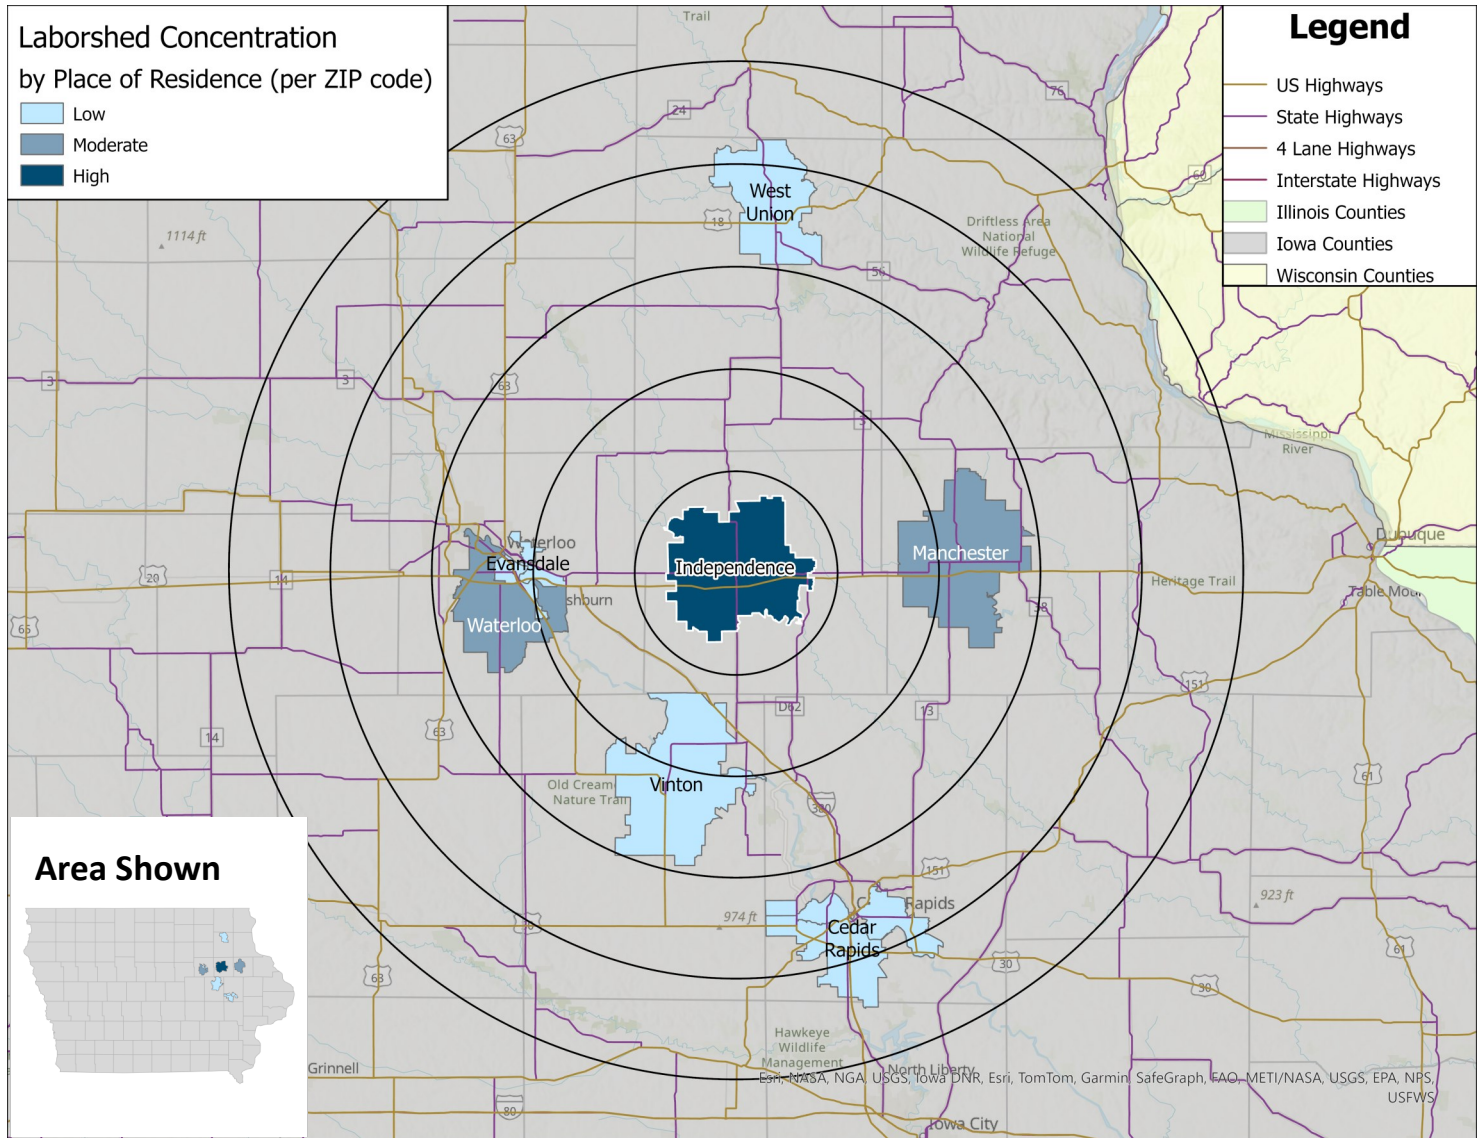 Laborshed Concentration
by Place of Residence (per ZIP code)
Low
Moderate
High
Legend
US Highways
State Highways
4 Lane Highways
Interstate Highways
Illinois Counties
Iowa Counties
Wisconsin Counties
Trail
24
76
63
60
West
Union
18
1114 ft
Driftless Area
National
Wildlife Refuge
56
3
3
63
3
Mississippi
River
Waterloo
Evansdale
Independence
Manchester
Dubuque
20
14
Heritage Trail
Table Mou
shburn
38
65
Waterloo
151
D62
13
14
63
Vinton
Old Cream
Nature Trail
380
61
151
Rapids
974 ft
923 ft
Cedar
Rapids
30
30
61
63
Area Shown
Hawkeye
Wildlife
Management
Grinnell
North Liberty
Esri, NASA, NGA, USGS, Iowa DNR, Esri, TomTom, Garmin, SafeGraph, FAO, METI/NASA, USGS, EPA, NPS,
USFWS
80
Iowa City